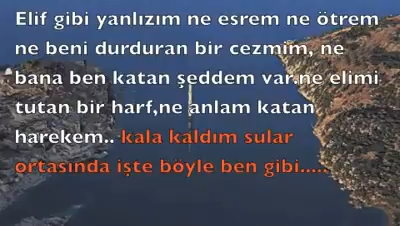 Elif gibi yanlızım ne esrem ne ötrem
ne beni durduran bir cezmim, ne
bana ben katan şeddem var.ne elimi
tutan bir harf,ne anlam katan
harekem.. kala kaldım sular
ortasında işte böyle ben gibi.....